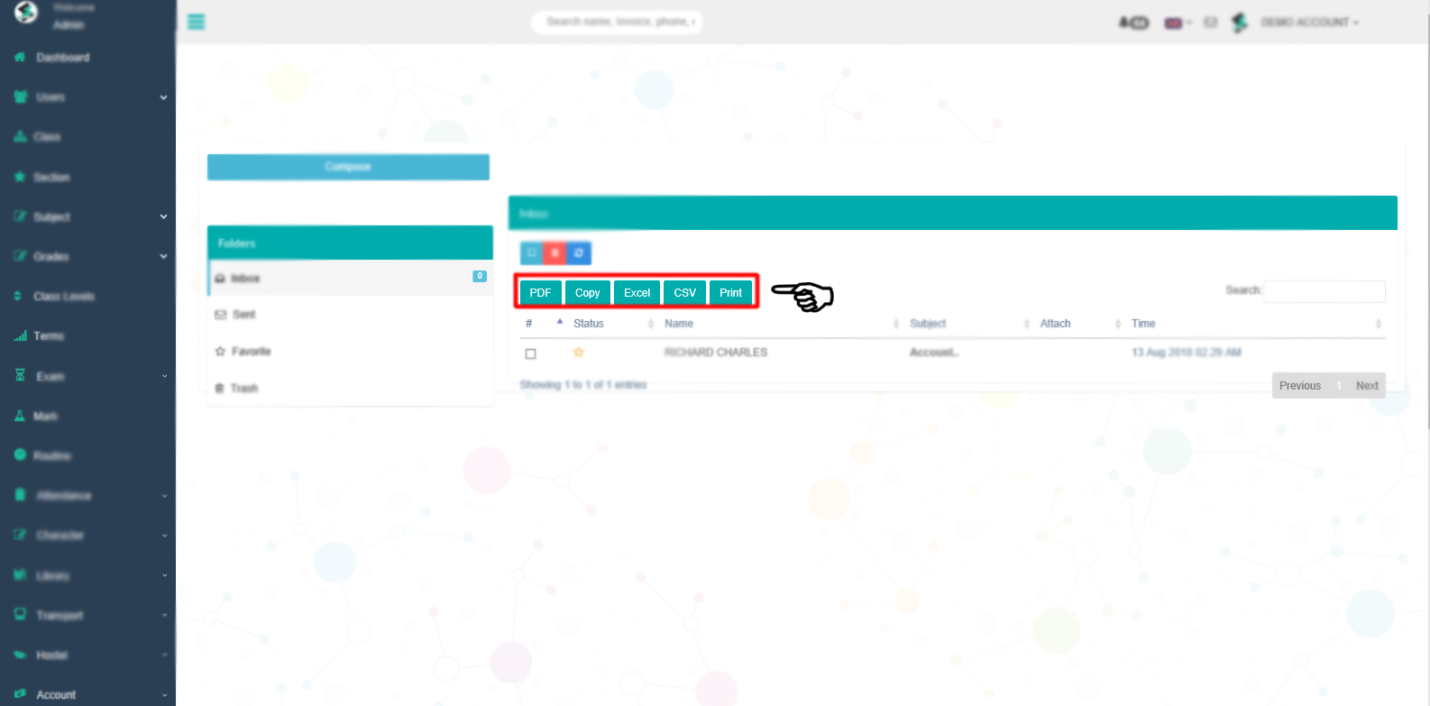 Welcome
Admin
Search name, Invoice, phone,
DEMO ACCOUNT
Dashboard
Users
Class
Section
Subject
Grades
Class Levels
Terms
Exam
Mark
Routine
Attendance
Character
Library
Transport
Hostel
Account
Compose
Folders
Inbox 0
Sent
Favorite
Trash
Inbox
PDF Copy Excel CSV Print
Search:
# Status Name Subject Attach Time
RICHARD CHARLES Account... 13 Aug 2018 02:29 AM
Showing 1 to 1 of 1 entries
Previous 1 Next